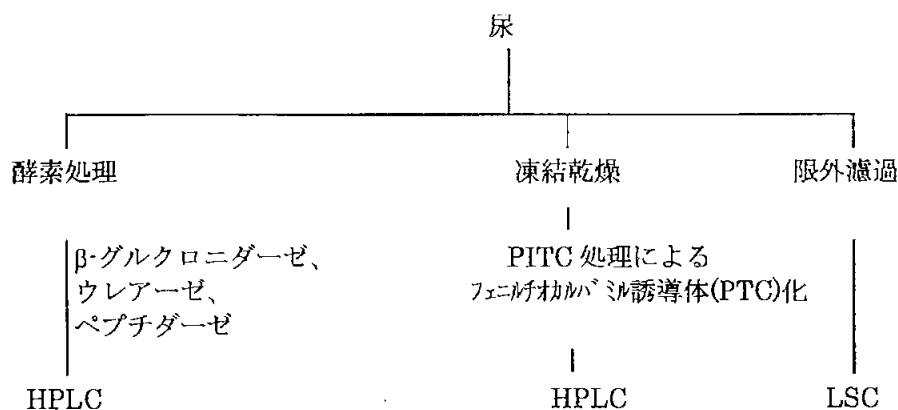 尿
酵素処理
凍結乾燥
限外濾過
β-グルクロニダーゼ、
ウレアーゼ、
ペプチダーゼ
PITC 処理による
フェニルチオカルバミル誘導体(PTC)化
HPLC
HPLC
LSC